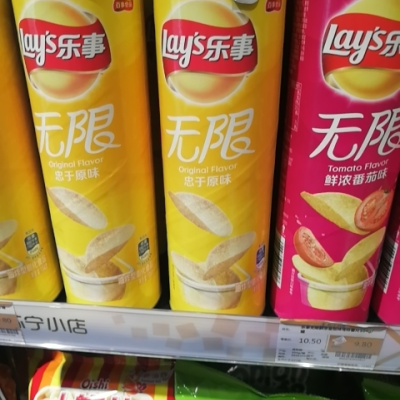 Lay's乐事
无限
Original Flavor
忠于原味
Lay's乐事
无限
Original Flavor
忠于原味
Lay's乐事
无限
Tomato Flavor
鲜浓番茄味
宁小店
10.50
Oishi